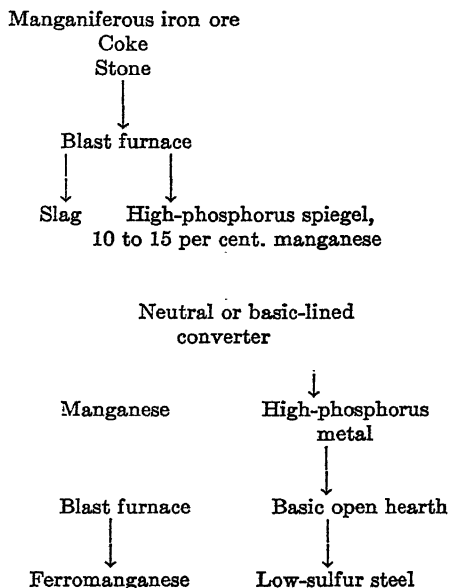 Manganiferous iron ore
Coke
Stone
Blast furnace
Slag High-phosphorus spiegel,
10 to 15 per cent. manganese
Neutral or basic-lined
converter
Manganese High-phosphorus
metal
Blast furnace Basic open hearth
Ferromanganese Low-sulfur steel